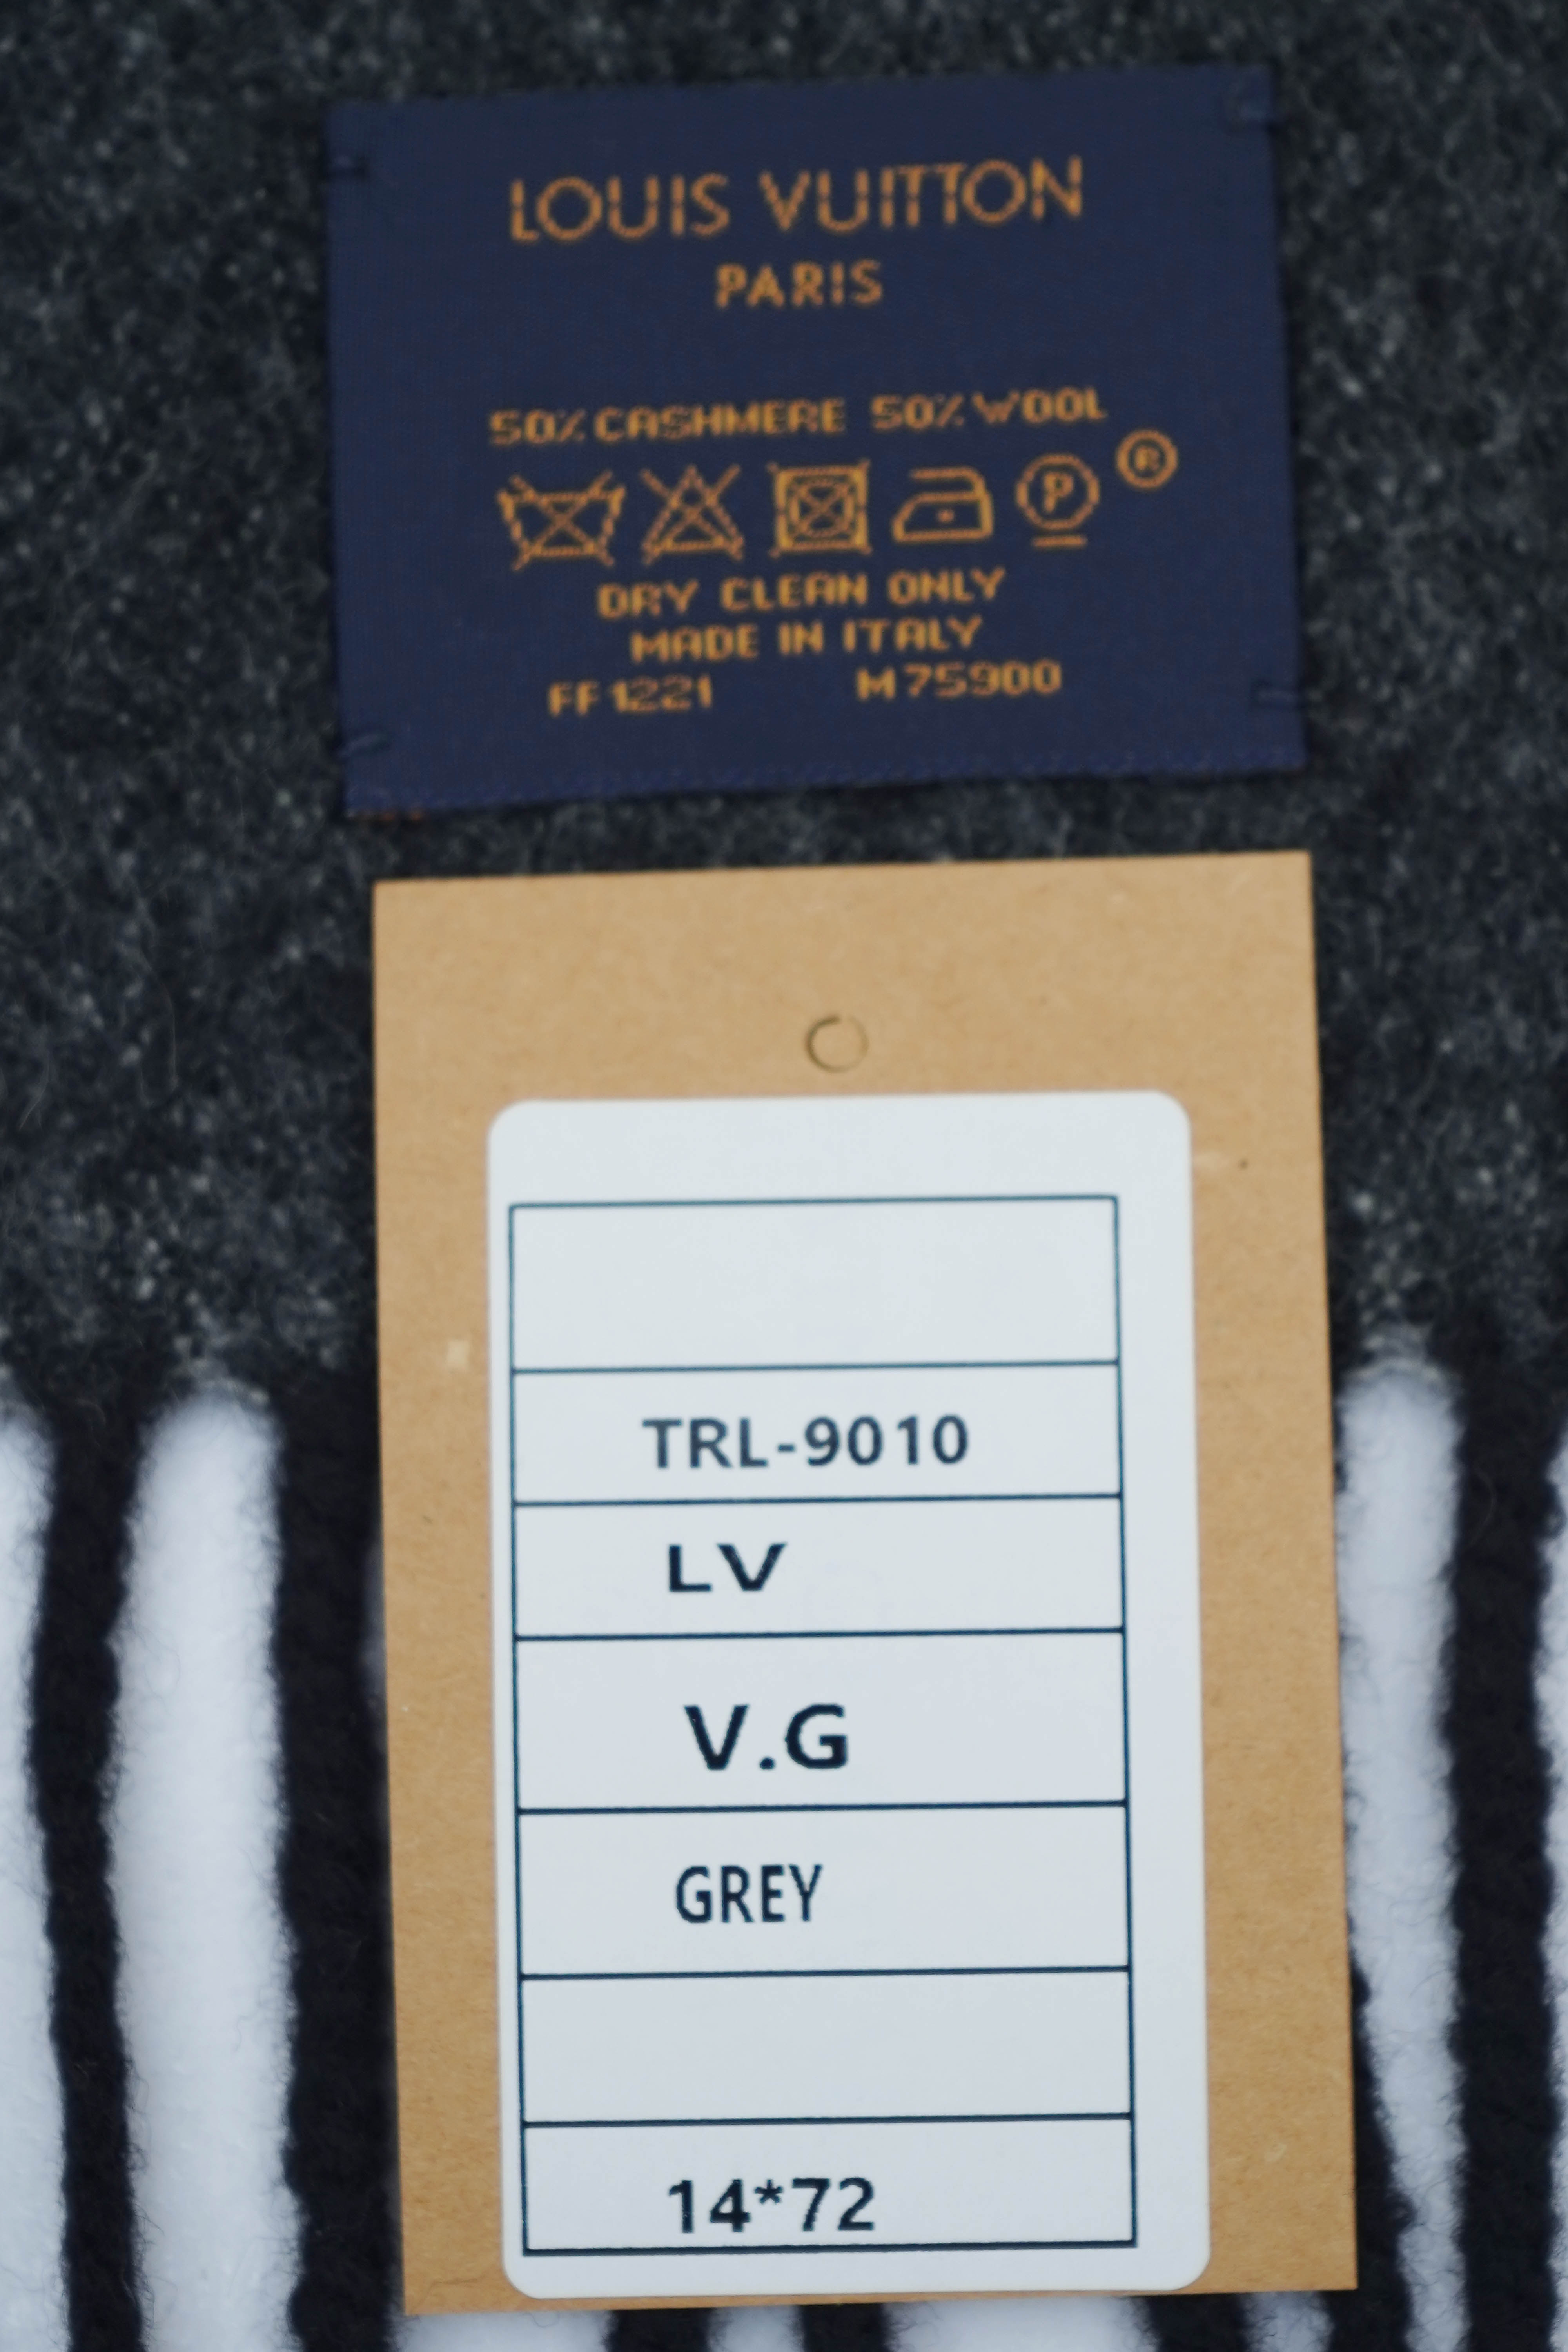 LOUIS VUITTON
PARIS
50% CASHMERE 50% WOOL
P ®
DRY CLEAN ONLY
MADE IN ITALY
FF1221 M75900
TRL-9010
LV
V.G
GREY
14*72